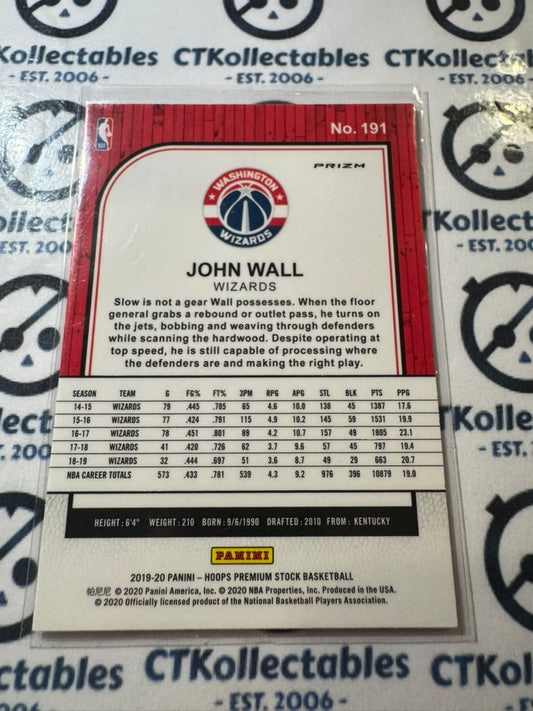 CTKollectables
CTKollectables
CTKollectables
- EST. 2006 -
- EST. 2006 -
- EST. 2006 -
No. 191
PRIZM
WASHINGTON
WIZARDS
JOHN WALL
WIZARDS
Slow is not a gear Wall possesses. When the floor
general grabs a rebound or outlet pass, he turns on
the jets, bobbing and weaving through defenders
while scanning the hardwood. Despite operating at
top speed, he is still capable of processing where
the defenders are and making the right play.
SEASON TEAM G FG% FT% 3PM RPG APG STL BLK PTS PPG
14-15 WIZARDS 79 .445 .785 65 4.6 10.0 138 45 1387 17.6
15-16 WIZARDS 77 .424 .791 115 4.9 10.2 145 59 1531 19.9
16-17 WIZARDS 78 .451 .801 89 4.2 10.7 157 49 1805 23.1
17-18 WIZARDS 41 .420 .726 62 3.7 9.6 57 45 797 19.4
18-19 WIZARDS 32 .444 .697 51 3.6 8.7 49 29 663 20.7
NBA CAREER TOTALS 573 .433 .781 539 4.3 9.2 976 396 10879 19.0
HEIGHT: 6'4" WEIGHT: 210 BORN: 9/6/1990 DRAFTED: 2010 FROM: KENTUCKY
PANINI
2019-20 PANINI – HOOPS PREMIUM STOCK BASKETBALL
帕尼尼 © 2020 Panini America, Inc. © 2020 NBA Properties, Inc. Produced in the USA.
© 2020 Officially licensed product of the National Basketball Players Association.
CTKollectables
- EST. 2006 -